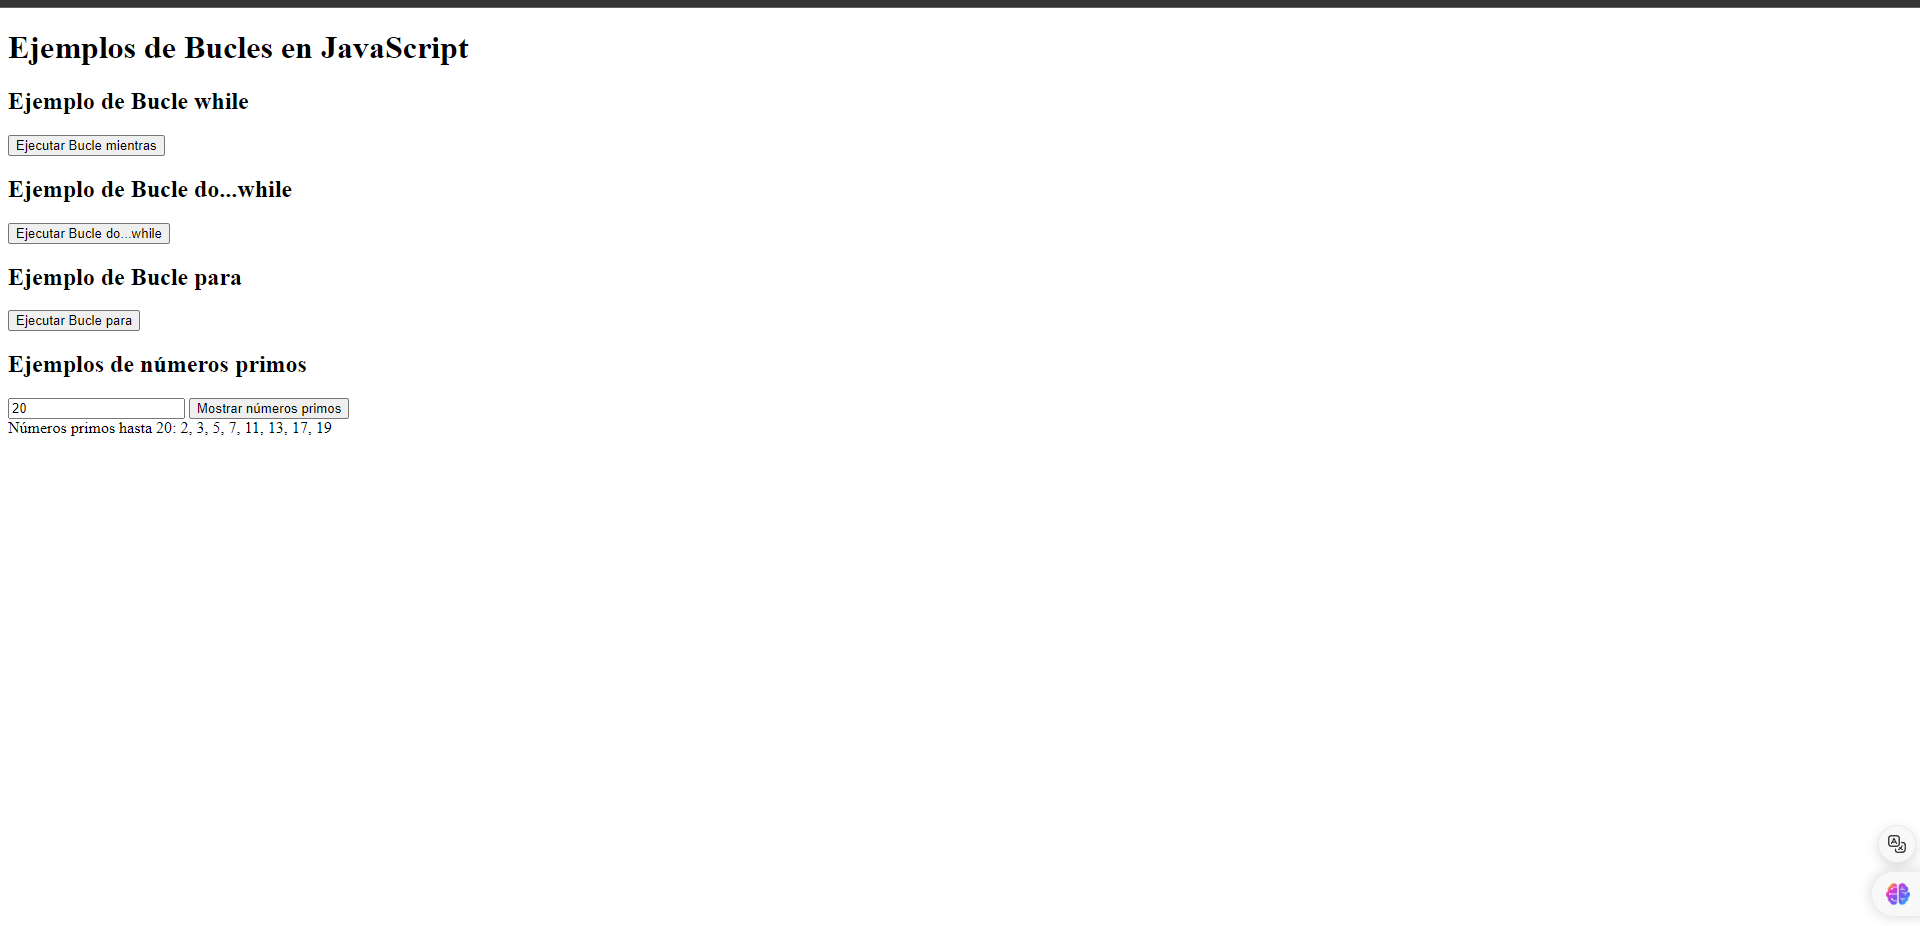 Ejemplos de Bucles en JavaScript
Ejemplo de Bucle while
Ejecutar Bucle mientras
Ejemplo de Bucle do...while
Ejecutar Bucle do...while
Ejemplo de Bucle para
Ejecutar Bucle para
Ejemplos de números primos
20 Mostrar números primos
Números primos hasta 20: 2, 3, 5, 7, 11, 13, 17, 19